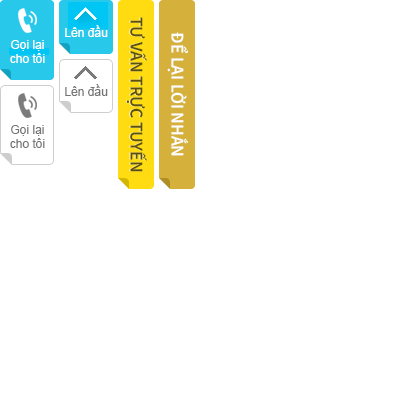 Gọi lại
cho tôi
Gọi lại
cho tôi
Lên đầu
Lên đầu
TƯ VẤN TRỰC TUYẾN
ĐỂ LẠI LỜI NHẮN